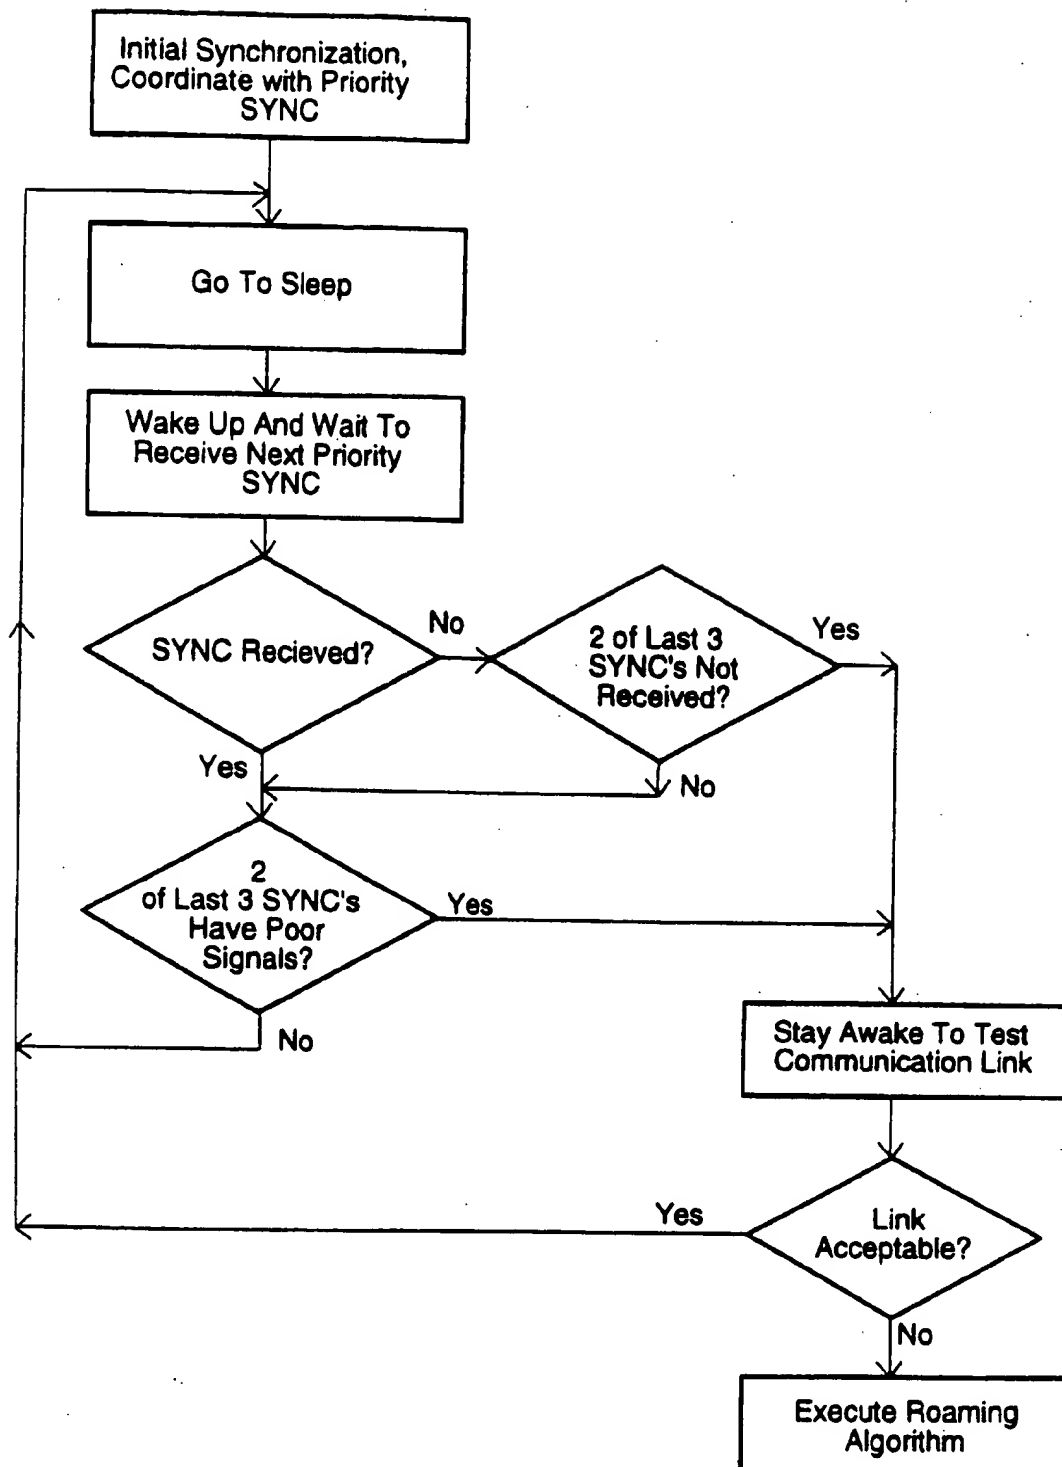 Initial Synchronization,
Coordinate with Priority
SYNC
Go To Sleep
Wake Up And Wait To
Receive Next Priority
SYNC
SYNC Recieved?
No
2 of Last 3
SYNC's Not
Received?
Yes
Yes
No
2
of Last 3 SYNC's
Have Poor
Signals?
Yes
No
Stay Awake To Test
Communication Link
Yes
Link
Acceptable?
No
Execute Roaming
Algorithm